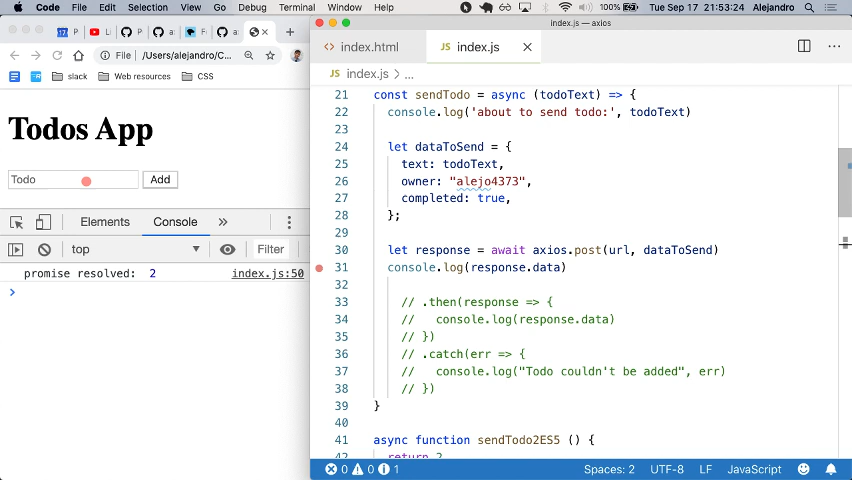 Code File Edit Selection View Go Debug Terminal Window Help 100% Tue Sep 17 21:53:24 Alejandro
index.js — axios
index.html index.js
File /Users/alejandro/C...
slack Web resources CSS
index.js > ...
Todos App
Todo Add
Elements Console »
top Filter
promise resolved: 2 index.js:50
>
21 const sendTodo = async (todoText) => {
22 console.log('about to send todo:', todoText)
23
24 let dataToSend = {
25 text: todoText,
26 owner: "alejo4373",
27 completed: true,
28 };
29
30 let response = await axios.post(url, dataToSend)
31 console.log(response.data)
32
33 // .then(response => {
34 // console.log(response.data)
35 // })
36 // .catch(err => {
37 // console.log("Todo couldn't be added", err)
38 // })
39 }
40
41 async function sendTodo2ES5 () {
42 return 2
0 0 1 Spaces: 2 UTF-8 LF JavaScript